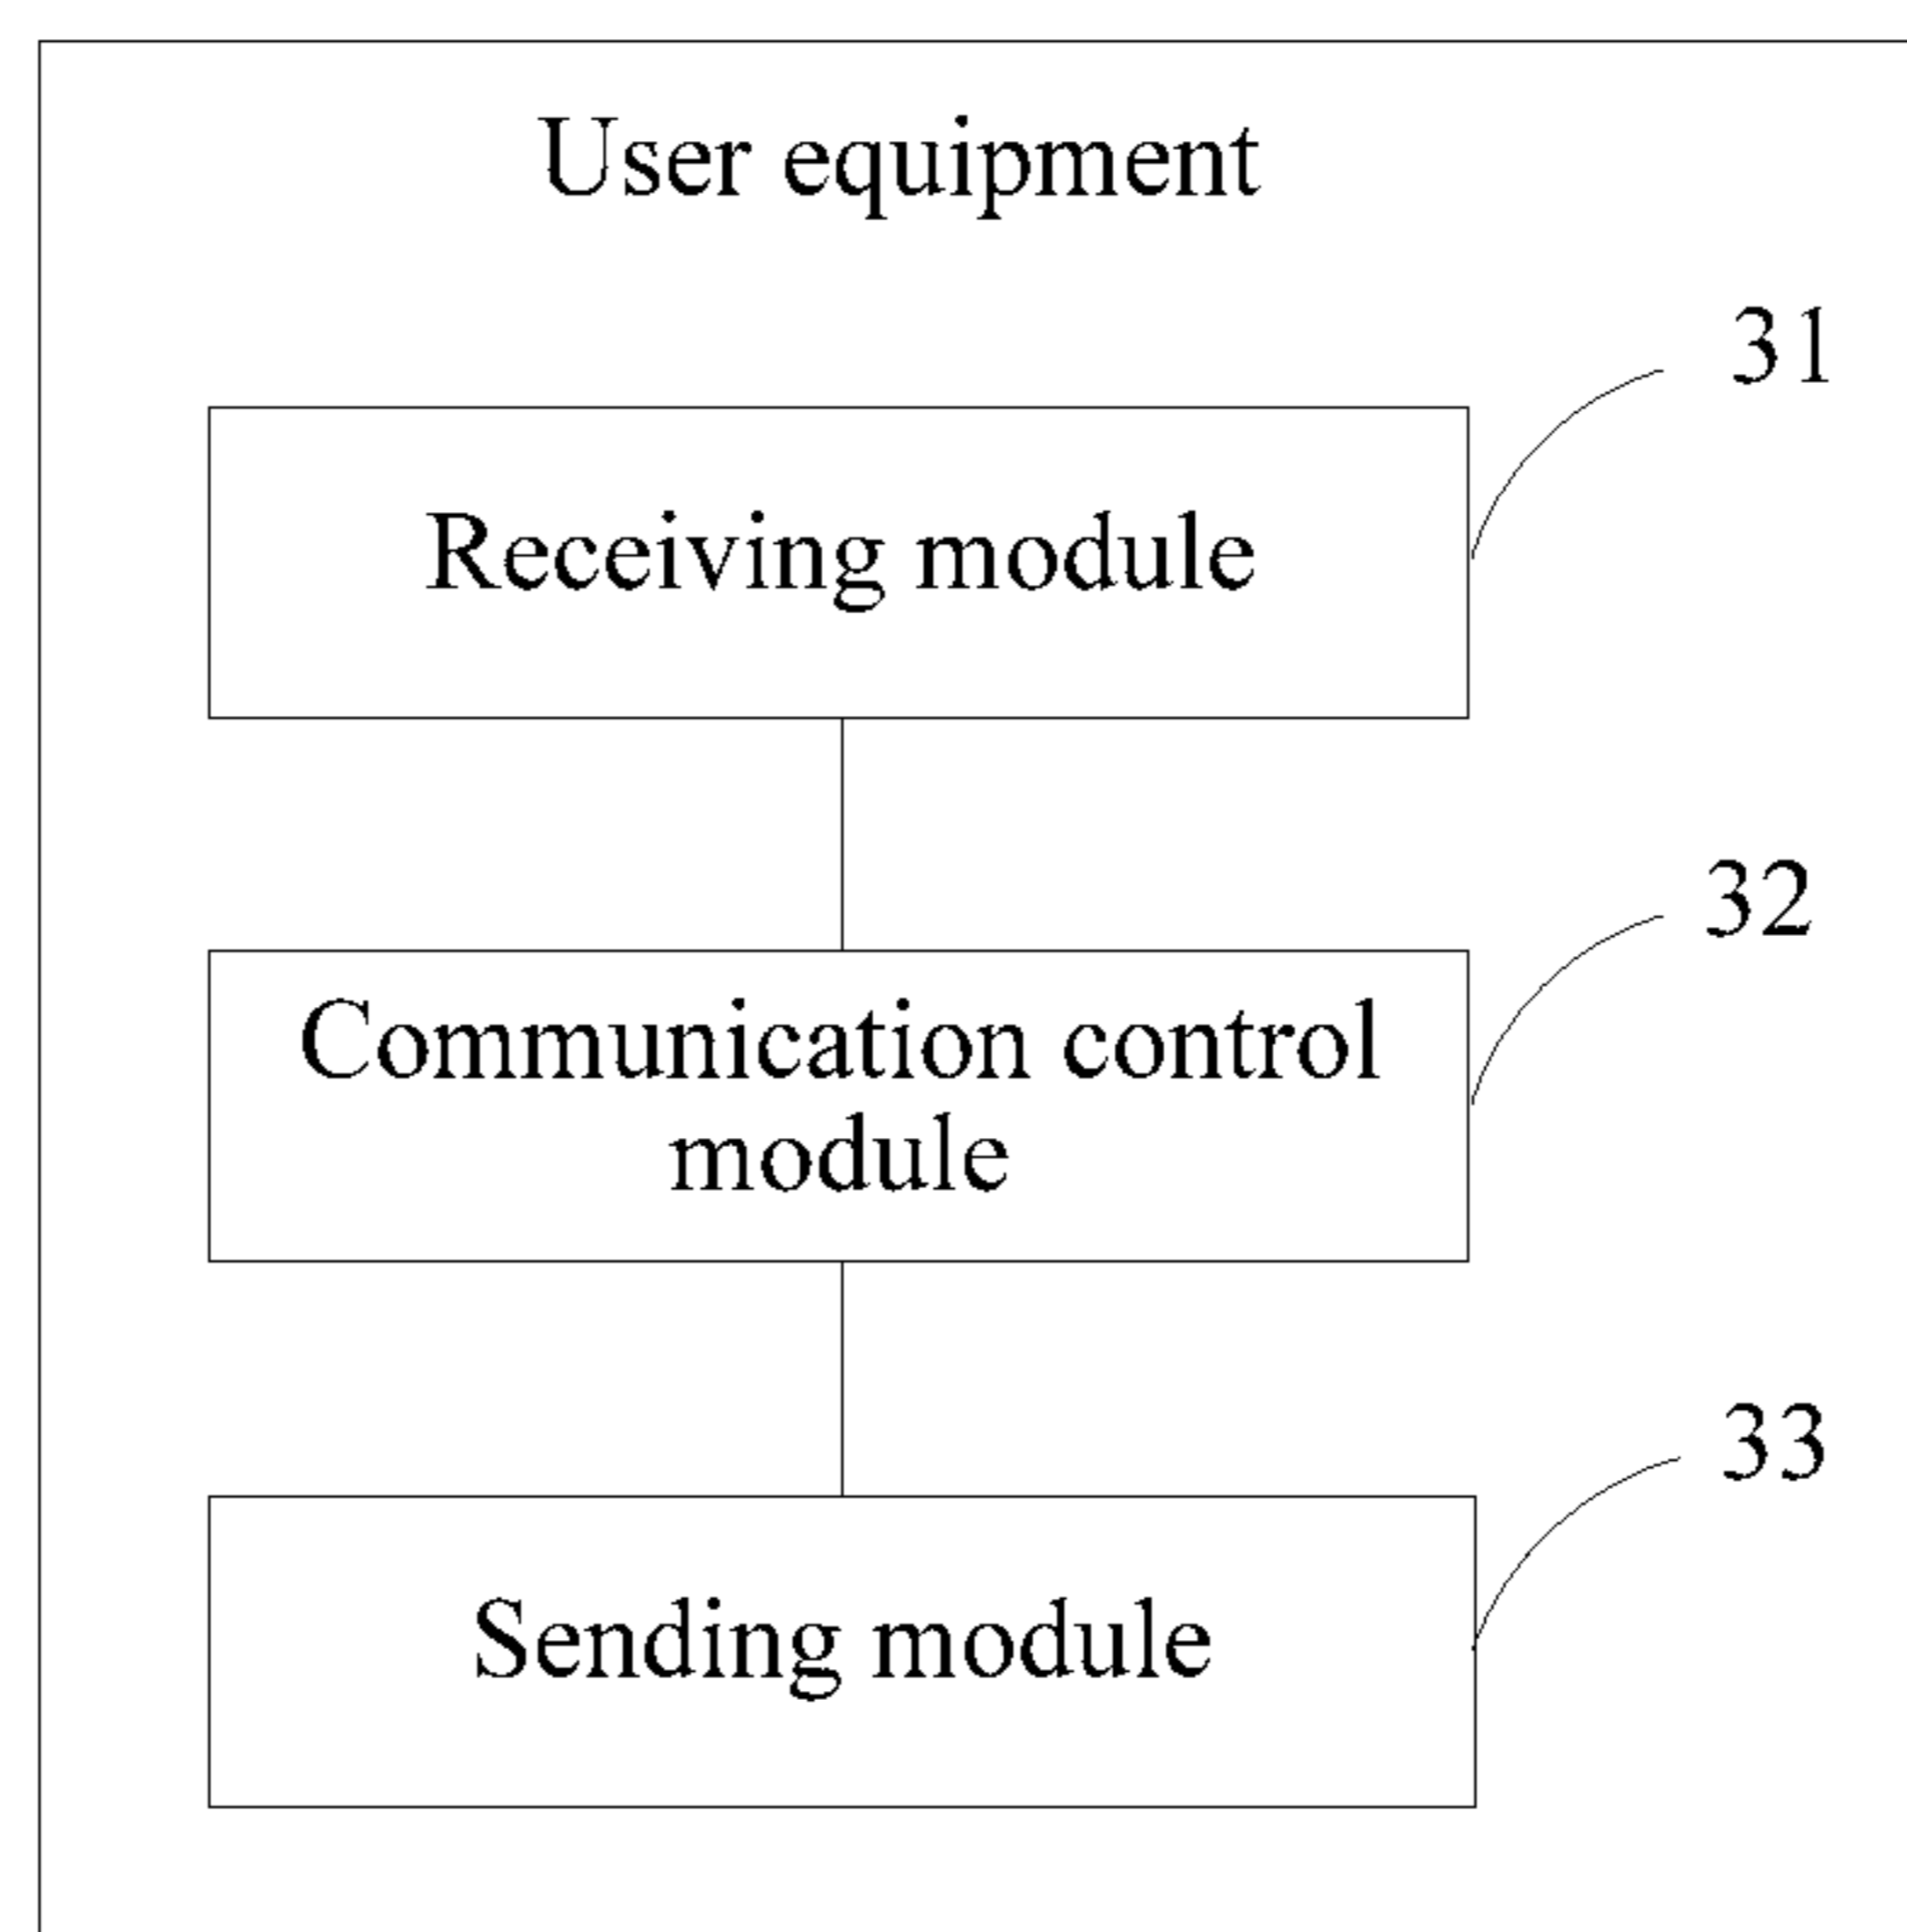 User equipment
31
Receiving module
32
Communication control
module
33
Sending module